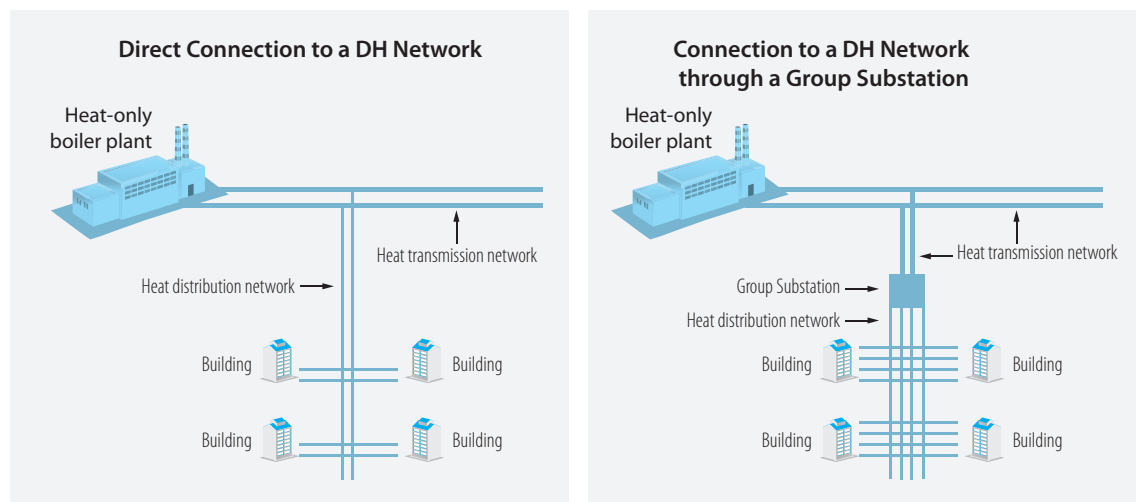 Direct Connection to a DH Network
Heat-only
boiler plant
Heat transmission network
Heat distribution network
Building
Building
Building
Building
Connection to a DH Network
through a Group Substation
Heat-only
boiler plant
Heat transmission network
Group Substation
Heat distribution network
Building
Building
Building
Building